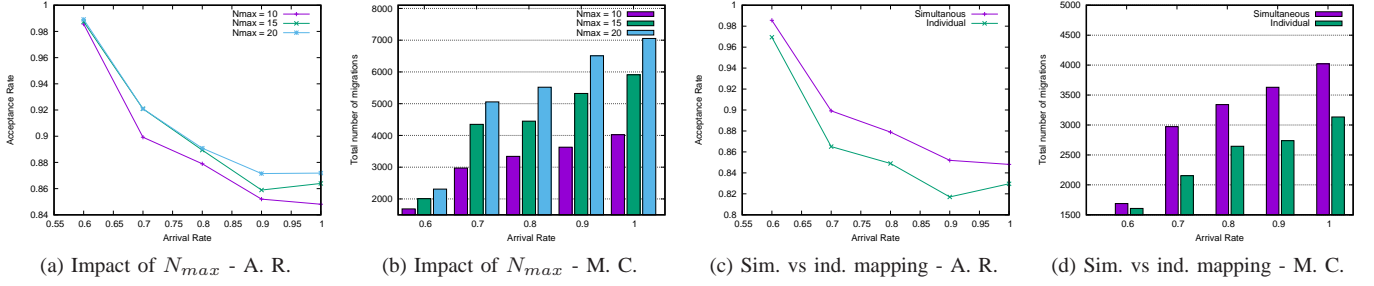 1
0.98
0.96
0.94
0.92
0.9
0.88
0.86
0.84
0.55 0.6 0.65 0.7 0.75 0.8 0.85 0.9 0.95 1
Acceptance Rate
Arrival Rate
Nmax = 10
Nmax = 15
Nmax = 20
(a) Impact of N_max - A. R.
8000
7000
6000
5000
4000
3000
2000
0.6 0.7 0.8 0.9 1
Total number of migrations
Arrival Rate
Nmax = 10
Nmax = 15
Nmax = 20
(b) Impact of N_max - M. C.
1
0.98
0.96
0.94
0.92
0.9
0.88
0.86
0.84
0.82
0.8
0.55 0.6 0.65 0.7 0.75 0.8 0.85 0.9 0.95 1
Acceptance Rate
Arrival Rate
Simultanous
Individual
(c) Sim. vs ind. mapping - A. R.
5000
4500
4000
3500
3000
2500
2000
1500
0.6 0.7 0.8 0.9 1
Total number of migrations
Arrival Rate
Simultanous
Individual
(d) Sim. vs ind. mapping - M. C.